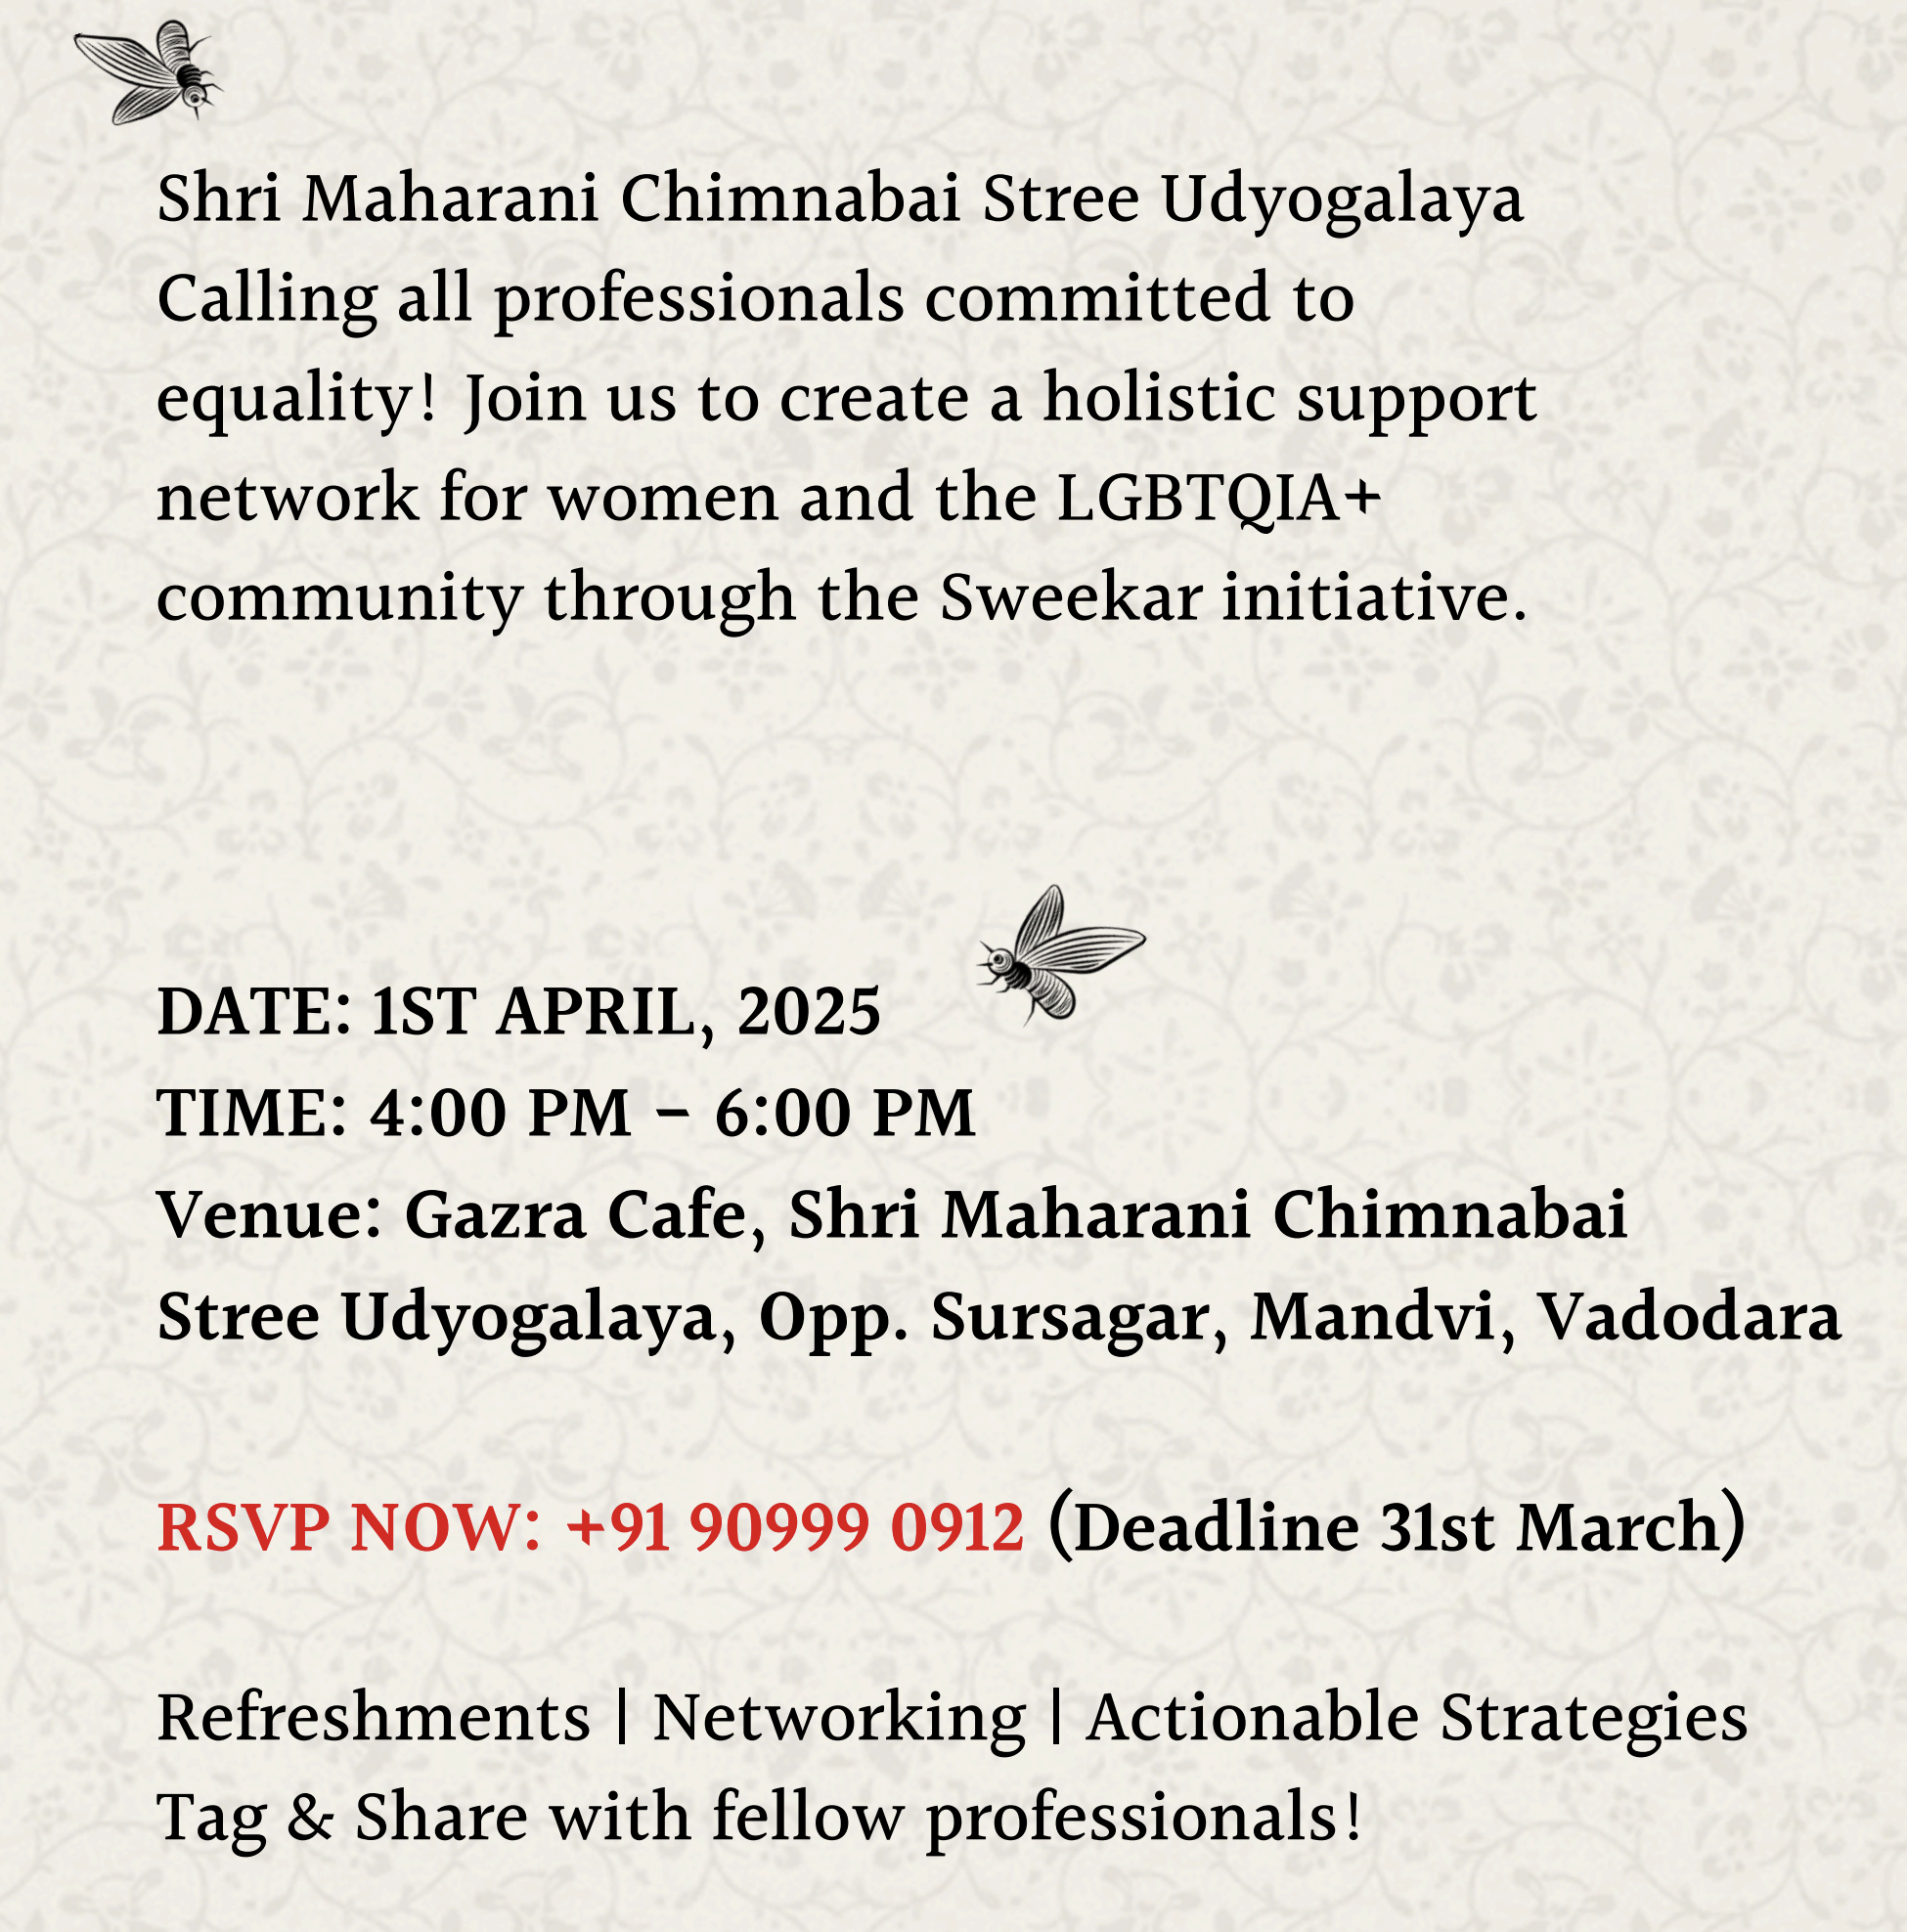 Shri Maharani Chimnabai Stree Udyogalaya
Calling all professionals committed to
equality! Join us to create a holistic support
network for women and the LGBTQIA+
community through the Sweekar initiative.
DATE: 1ST APRIL, 2025
TIME: 4:00 PM – 6:00 PM
Venue: Gazra Cafe, Shri Maharani Chimnabai
Stree Udyogalaya, Opp. Sursagar, Mandvi, Vadodara
RSVP NOW: +91 90999 0912 (Deadline 31st March)
Refreshments | Networking | Actionable Strategies
Tag & Share with fellow professionals!